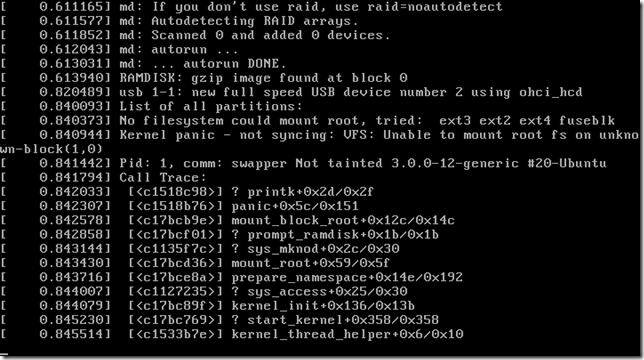 [    0.611165] md: If you don't use raid, use raid=noautodetect
[    0.611577] md: Autodetecting RAID arrays.
[    0.611852] md: Scanned 0 and added 0 devices.
[    0.612043] md: autorun ...
[    0.613031] md: ... autorun DONE.
[    0.613940] RAMDISK: gzip image found at block 0
[    0.820489] usb 1-1: new full speed USB device number 2 using ohci_hcd
[    0.840093] List of all partitions:
[    0.840373] No filesystem could mount root, tried:  ext3 ext2 ext4 fuseblk
[    0.840944] Kernel panic - not syncing: VFS: Unable to mount root fs on unkno
wn-block(1,0)
[    0.841442] Pid: 1, comm: swapper Not tainted 3.0.0-12-generic #20-Ubuntu
[    0.841794] Call Trace:
[    0.842033]  [<c1518c98>] ? printk+0x2d/0x2f
[    0.842307]  [<c1518b76>] panic+0x5c/0x151
[    0.842578]  [<c17bcb9e>] mount_block_root+0x12c/0x14c
[    0.842858]  [<c17bcf01>] ? prompt_ramdisk+0x1b/0x1b
[    0.843144]  [<c1135f7c>] ? sys_mknod+0x2c/0x30
[    0.843430]  [<c17bcd36>] mount_root+0x59/0x5f
[    0.843716]  [<c17bce8a>] prepare_namespace+0x14e/0x192
[    0.844007]  [<c1127235>] ? sys_access+0x25/0x30
[    0.844079]  [<c17bc89f>] kernel_init+0x136/0x13b
[    0.845230]  [<c17bc769>] ? start_kernel+0x358/0x358
[    0.845514]  [<c1533b7e>] kernel_thread_helper+0x6/0x10